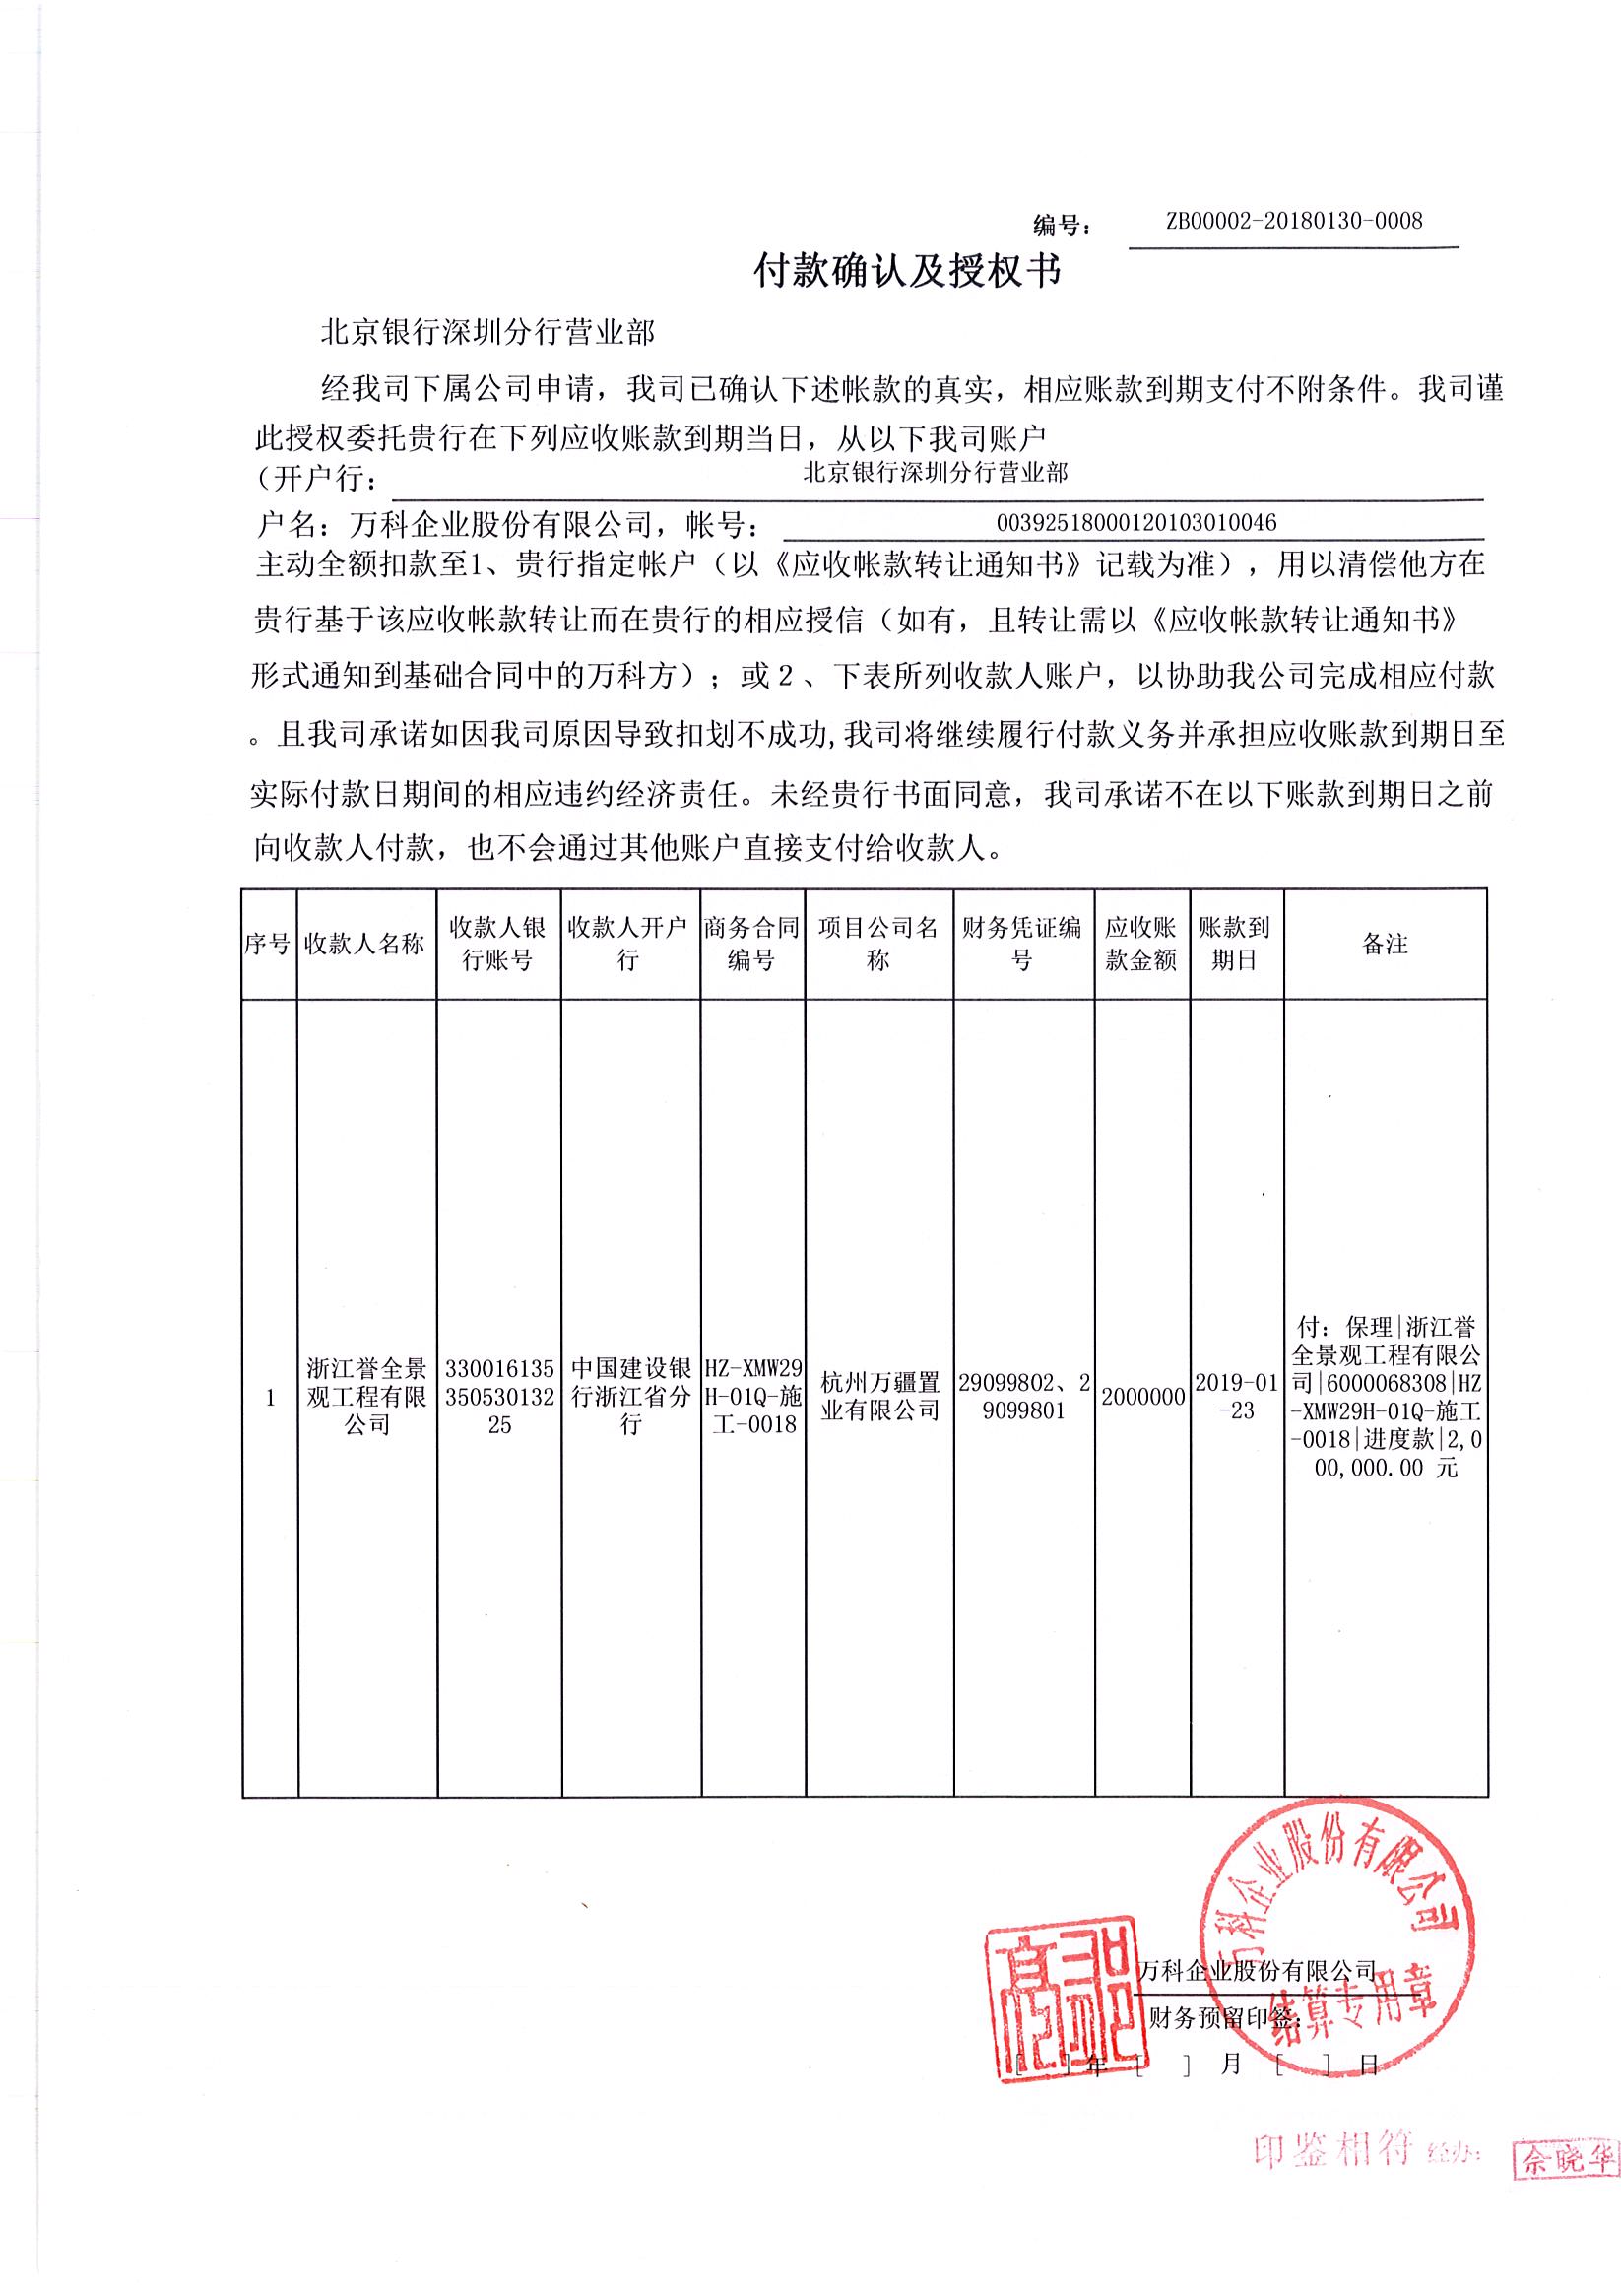 编号：
ZB00002-20180130-0008
付款确认及授权书
北京银行深圳分行营业部
经我司下属公司申请，我司已确认下述帐款的真实，相应账款到期支付不附条件。我司谨
此授权委托贵行在下列应收账款到期当日，从以下我司账户
（开户行：
北京银行深圳分行营业部
户名：万科企业股份有限公司，帐号：
00392518000120103010046
主动全额扣款至1、贵行指定帐户（以《应收帐款转让通知书》记载为准），用以清偿他方在
贵行基于该应收帐款转让而在贵行的相应授信（如有，且转让需以《应收帐款转让通知书》
形式通知到基础合同中的万科方）；或２、下表所列收款人账户，以协助我公司完成相应付款
。且我司承诺如因我司原因导致扣划不成功,我司将继续履行付款义务并承担应收账款到期日至
实际付款日期间的相应违约经济责任。未经贵行书面同意，我司承诺不在以下账款到期日之前
向收款人付款，也不会通过其他账户直接支付给收款人。
序号
收款人名称
收款人银
行账号
收款人开户
行
商务合同
编号
项目公司名
称
财务凭证编
号
应收账
款金额
账款到
期日
备注
1
浙江誉全景
观工程有限
公司
330016135
350530132
25
中国建设银
行浙江省分
行
HZ-XMW29
H-01Q-施
工-0018
杭州万疆置
业有限公司
29099802、2
9099801
2000000
2019-01
-23
付：保理|浙江誉
全景观工程有限公
司|6000068308|HZ
-XMW29H-01Q-施工
-0018|进度款|2,0
00,000.00 元
万科企业股份有限公司
结算专用章
万科企业股份有限公司
财务预留印签：
[ ]年[ ]月[ ]日
印鉴相符 经办：
佘晓华